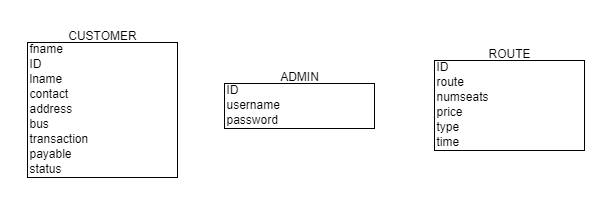 CUSTOMER
fname
ID
lname
contact
address
bus
transaction
payable
status
ADMIN
ID
username
password
ROUTE
ID
route
numseats
price
type
time